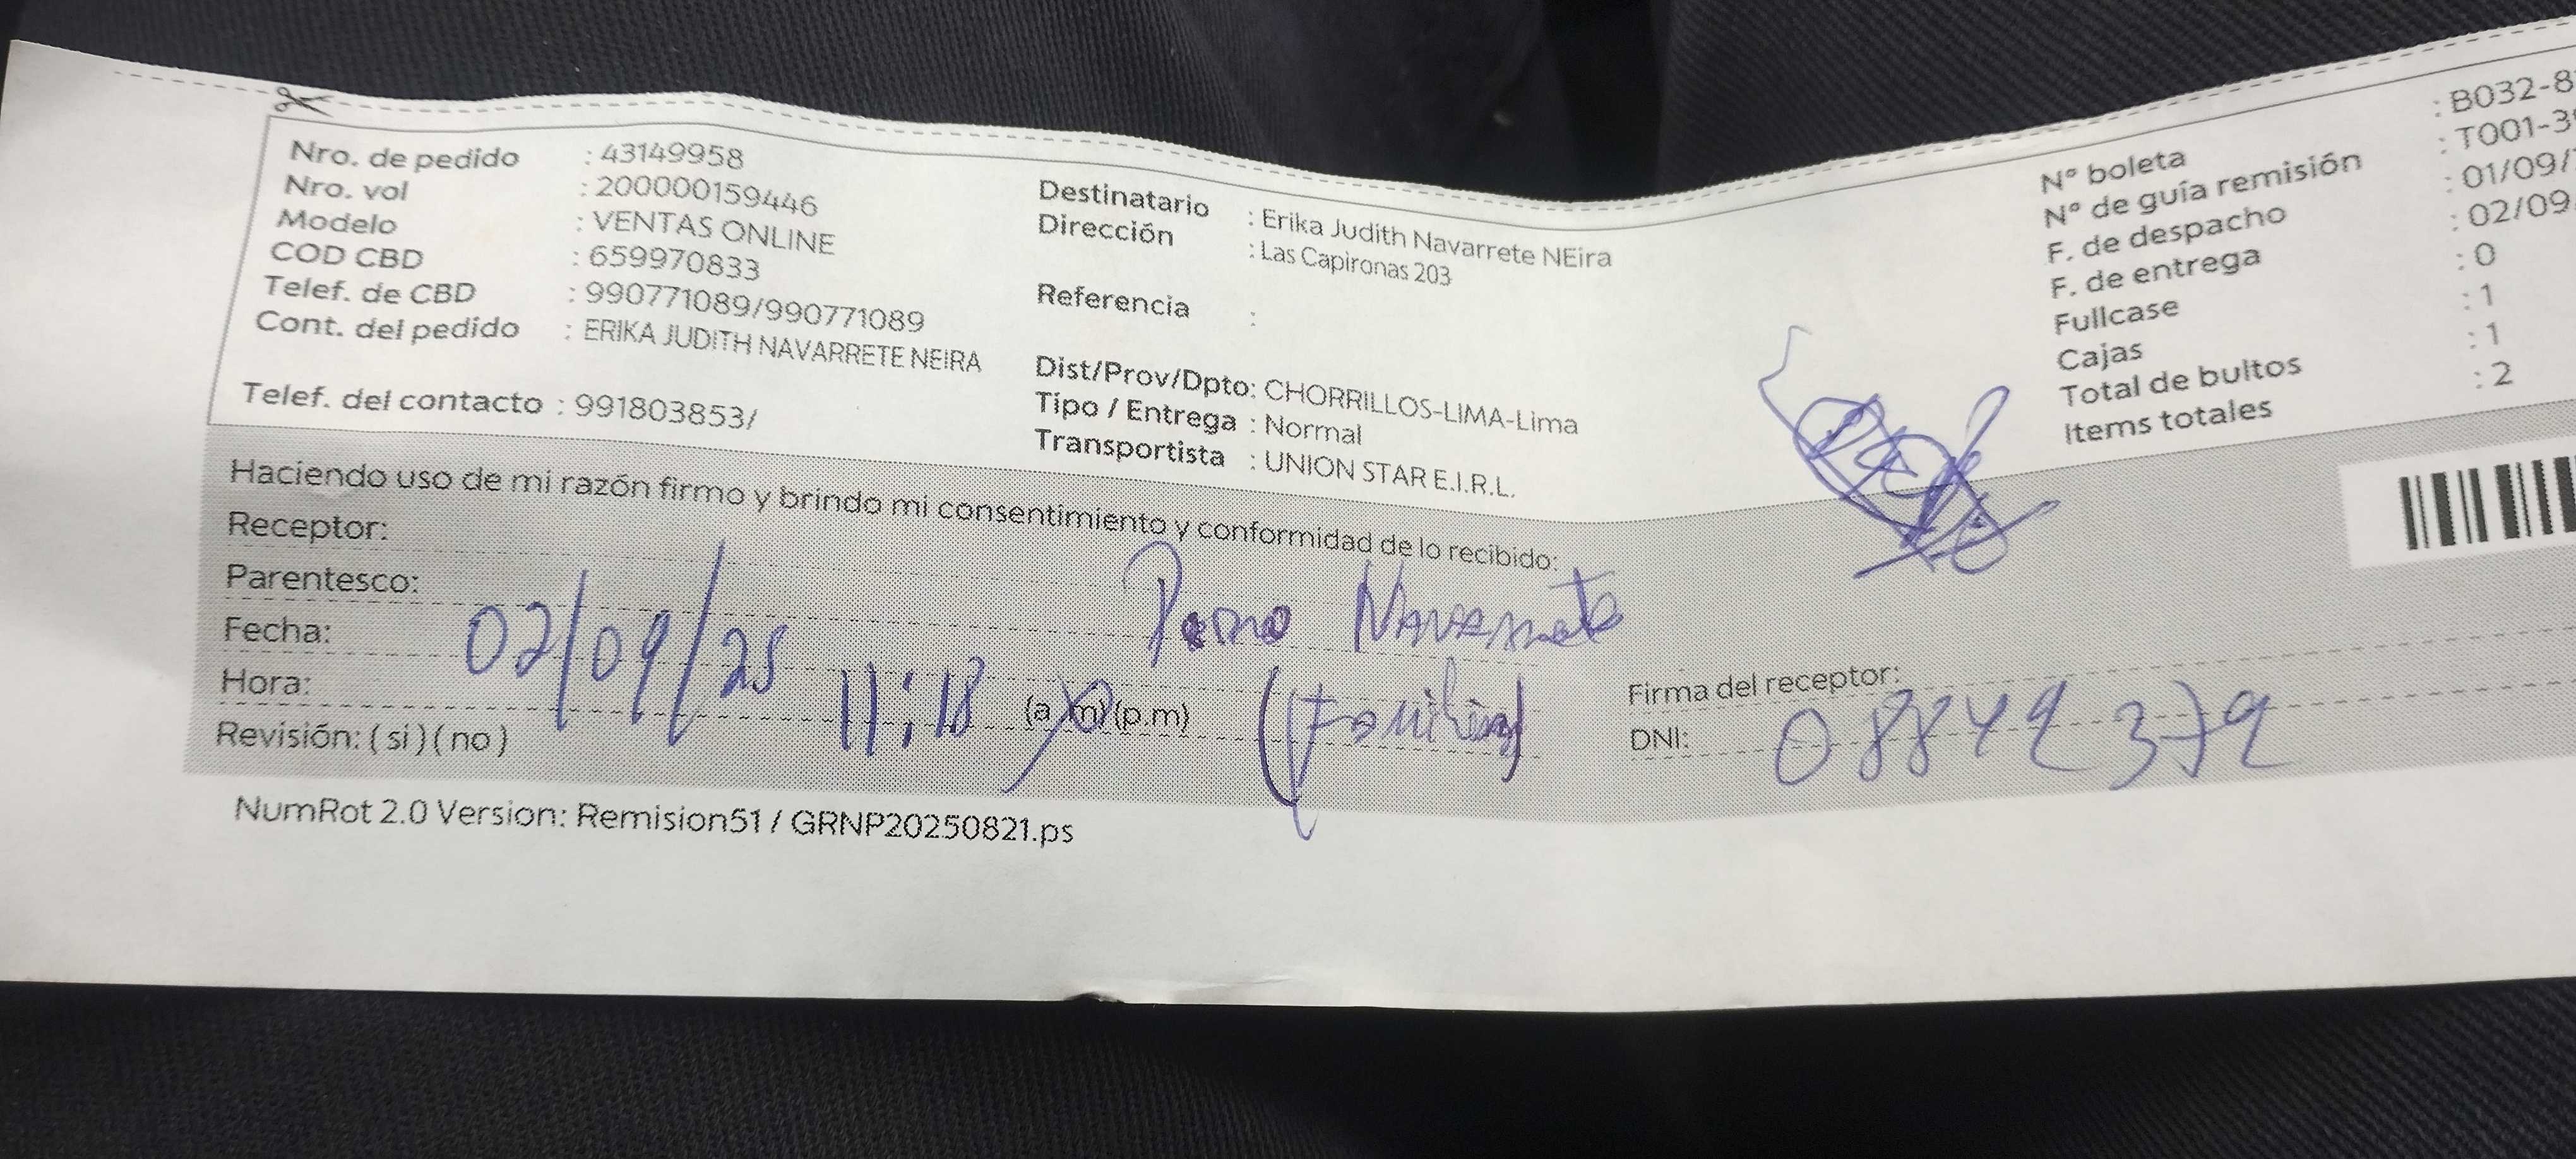 Nro. de pedido : 43149958
Nro. vol : 200000159446
Modelo : VENTAS ONLINE
COD CBD : 659970833
Telef. de CBD : 990771089/990771089
Cont. del pedido : ERIKA JUDITH NAVARRETE NEIRA
Telef. del contacto : 991803853/
Destinatario : Erika Judith Navarrete NEira
Dirección : Las Capironas 203
Referencia :
Dist/Prov/Dpto: CHORRILLOS-LIMA-Lima
Tipo / Entrega : Normal
Transportista : UNION STAR E.I.R.L.
N° boleta : B032-8
N° de guía remisión : T001-3
F. de despacho : 01/09/
F. de entrega : 02/09
Fullcase : 0
Cajas : 1
Total de bultos : 1
Items totales : 2
Haciendo uso de mi razón firmo y brindo mi consentimiento y conformidad de lo recibido:
Receptor:
Parentesco:
Navarrete
Fecha: 02/09/25
Hora: 11:18 (a.m) (p.m)
(Familiar)
Revisión: ( si ) ( no )
Firma del receptor:
DNI: 08849379
NumRot 2.0 Version: Remision51 / GRNP20250821.ps